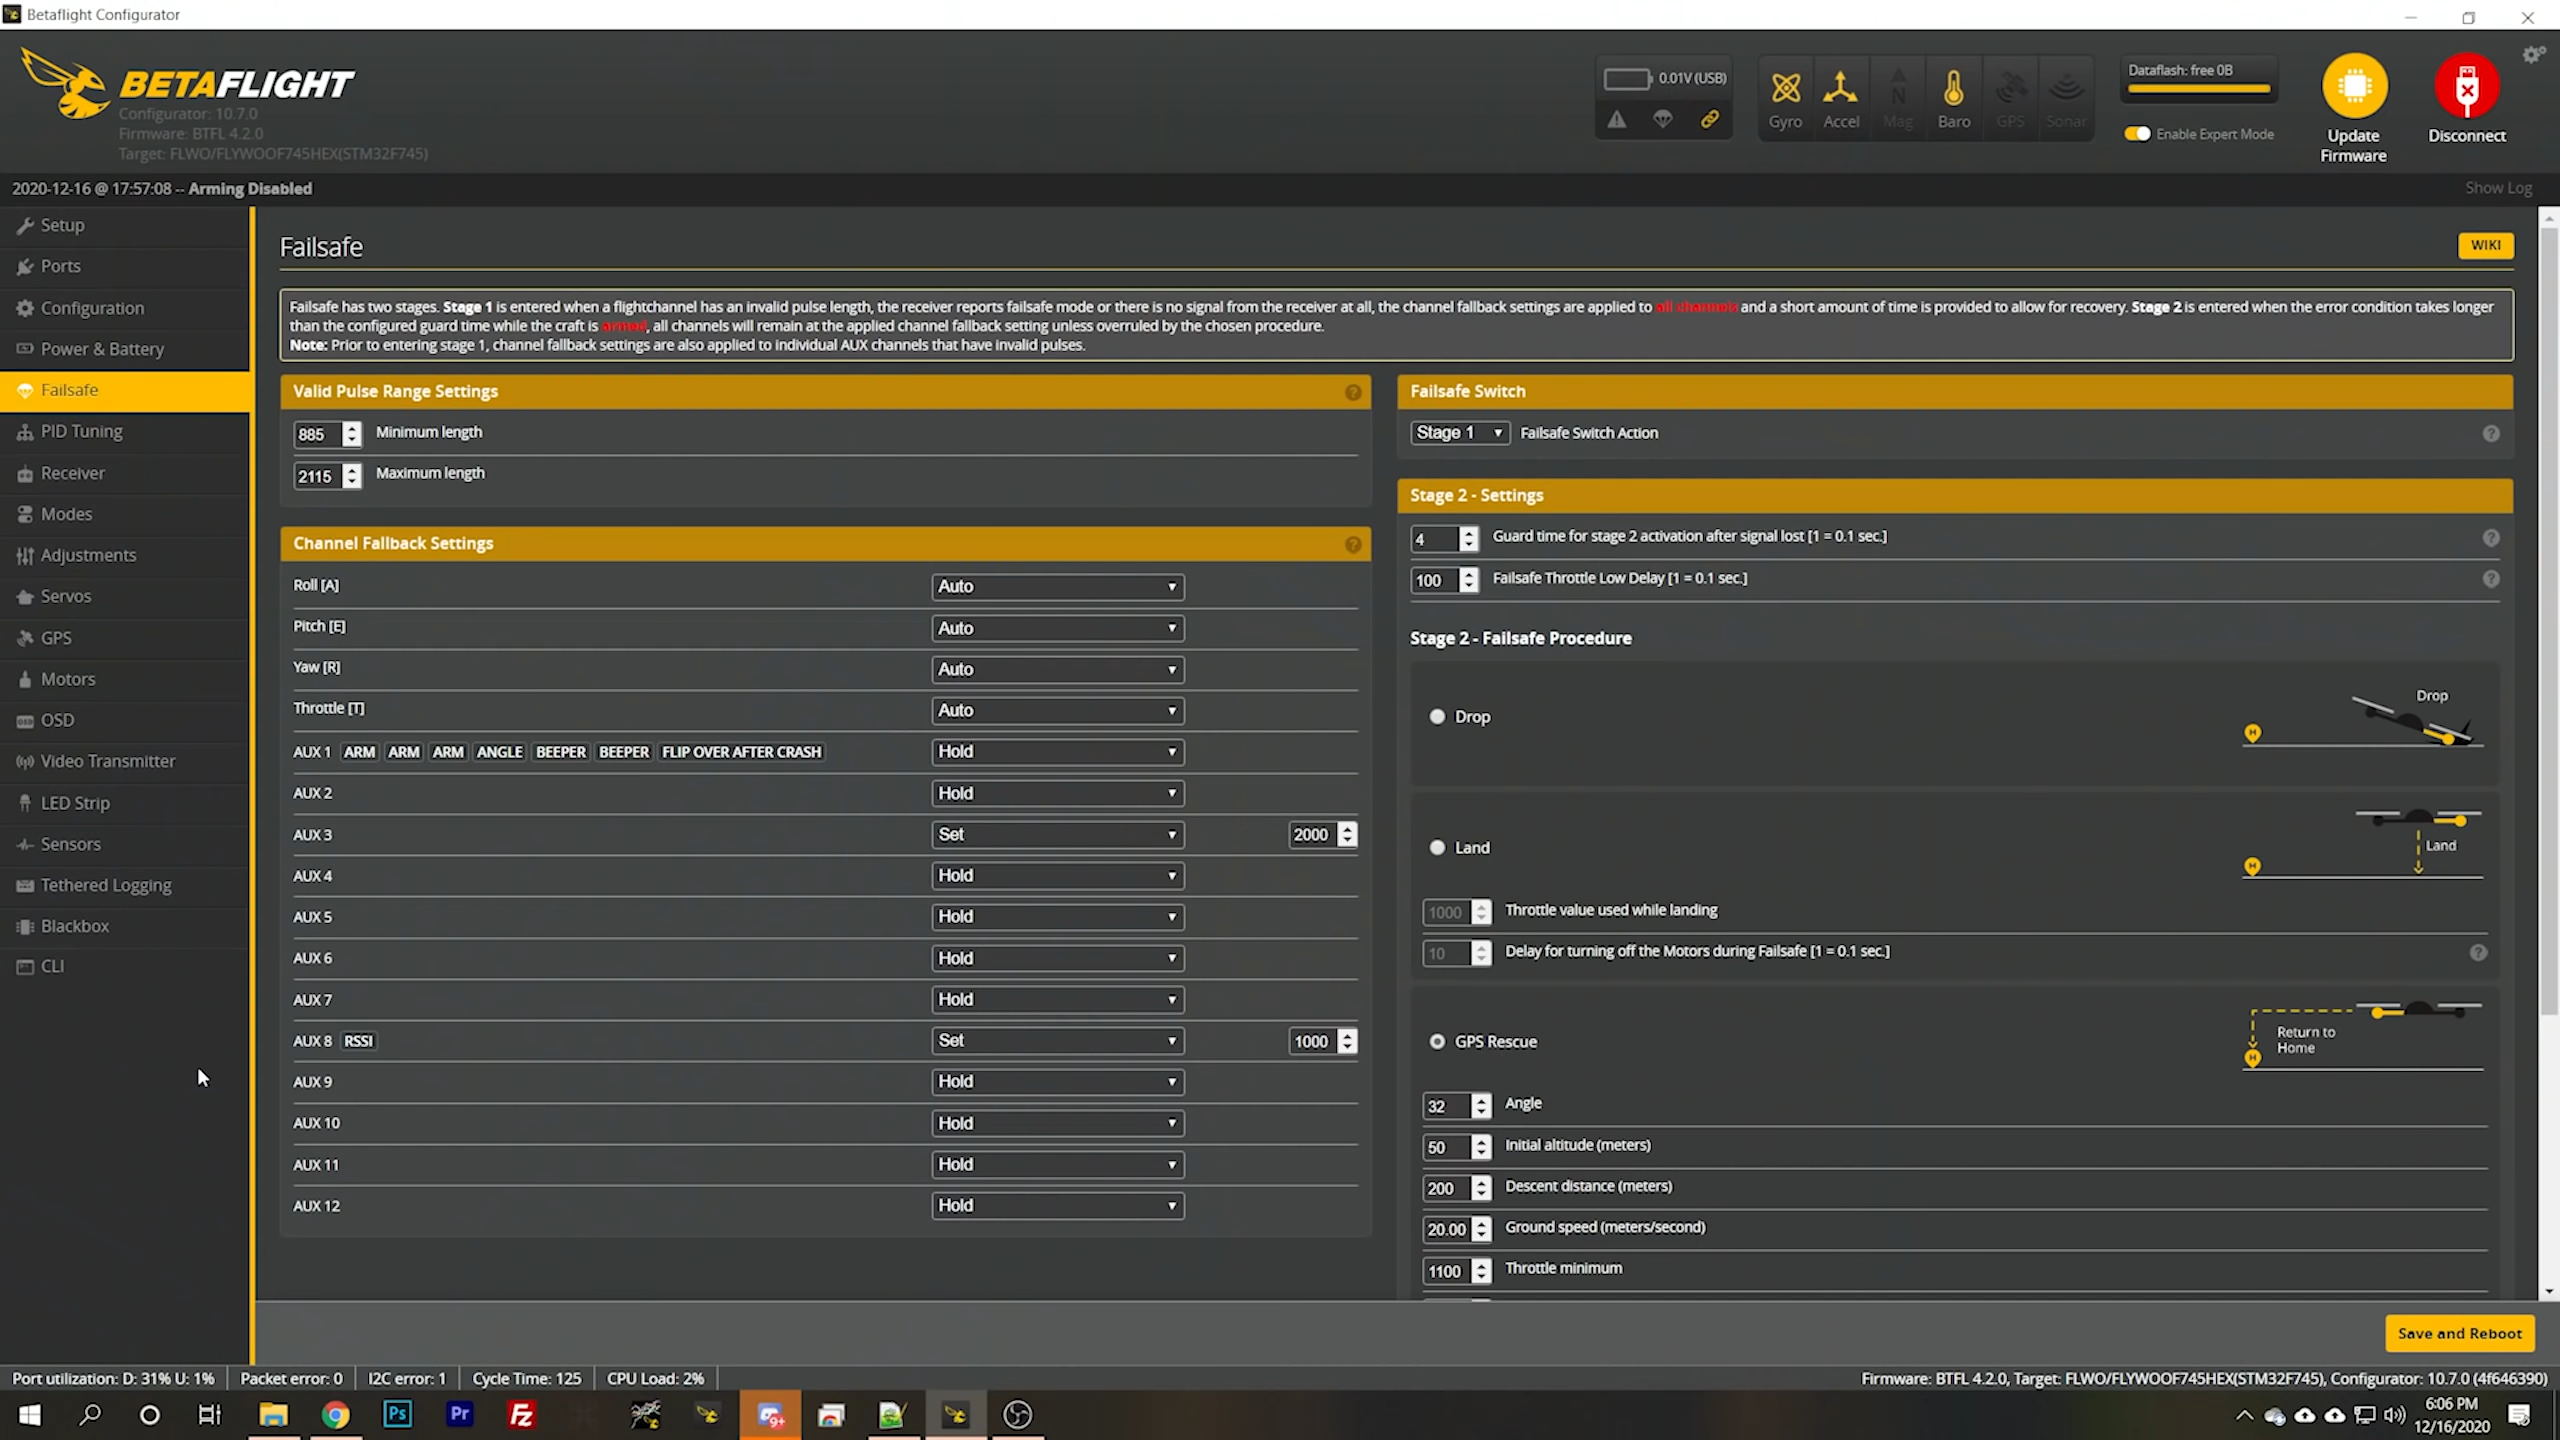 Betaflight Configurator
BETAFLIGHT
Configurator: 10.7.0
Firmware: BTFL 4.2.0
Target: FLWO/FLYWOOF745HEX(STM32F745)
0.01V (USB)
Gyro
Accel
Mag
Baro
GPS
Sonar
Dataflash: free 0B
Enable Expert Mode
Update
Firmware
Disconnect
2020-12-16 @ 17:57:08 -- Arming Disabled
Show Log
Setup
Ports
Configuration
Power & Battery
Failsafe
PID Tuning
Receiver
Modes
Adjustments
Servos
GPS
Motors
OSD
Video Transmitter
LED Strip
Sensors
Tethered Logging
Blackbox
CLI
Failsafe
WIKI
Failsafe has two stages. Stage 1 is entered when a flightchannel has an invalid pulse length, the receiver reports failsafe mode or there is no signal from the receiver at all, the channel fallback settings are applied to all channels and a short amount of time is provided to allow for recovery. Stage 2 is entered when the error condition takes longer
than the configured guard time while the craft is armed, all channels will remain at the applied channel fallback setting unless overruled by the chosen procedure.
Note: Prior to entering stage 1, channel fallback settings are also applied to individual AUX channels that have invalid pulses.
Valid Pulse Range Settings
885 Minimum length
2115 Maximum length
Channel Fallback Settings
Roll [A] Auto
Pitch [E] Auto
Yaw [R] Auto
Throttle [T] Auto
AUX 1 ARM ARM ARM ANGLE BEEPER BEEPER FLIP OVER AFTER CRASH Hold
AUX 2 Hold
AUX 3 Set 2000
AUX 4 Hold
AUX 5 Hold
AUX 6 Hold
AUX 7 Hold
AUX 8 RSSI Set 1000
AUX 9 Hold
AUX 10 Hold
AUX 11 Hold
AUX 12 Hold
Failsafe Switch
Stage 1 Failsafe Switch Action
Stage 2 - Settings
4 Guard time for stage 2 activation after signal lost [1 = 0.1 sec.]
100 Failsafe Throttle Low Delay [1 = 0.1 sec.]
Stage 2 - Failsafe Procedure
Drop
Drop
Land
Land
1000 Throttle value used while landing
10 Delay for turning off the Motors during Failsafe [1 = 0.1 sec.]
GPS Rescue
Return to
Home
32 Angle
50 Initial altitude (meters)
200 Descent distance (meters)
20.00 Ground speed (meters/second)
1100 Throttle minimum
Save and Reboot
Port utilization: D: 31% U: 1% Packet error: 0 I2C error: 1 Cycle Time: 125 CPU Load: 2%
Firmware: BTFL 4.2.0, Target: FLWO/FLYWOOF745HEX(STM32F745), Configurator: 10.7.0 (4f646390)
Ps
Pr
Fz
9+
6:06 PM
12/16/2020